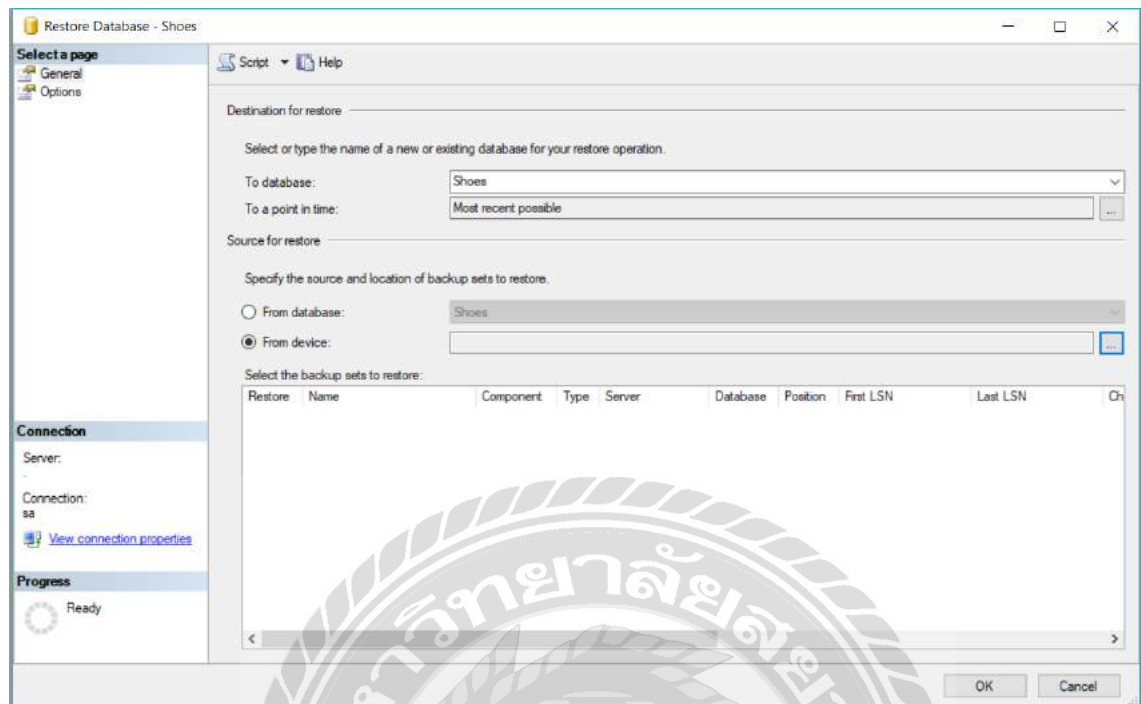 Restore Database - Shoes
Select a page
General
Options
Script Help
Destination for restore
Select or type the name of a new or existing database for your restore operation.
To database: Shoes
To a point in time: Most recent possible ...
Source for restore
Specify the source and location of backup sets to restore.
From database: Shoes
From device: ...
Select the backup sets to restore:
Restore Name Component Type Server Database Position First LSN Last LSN Ch
Connection
Server:
.
Connection:
sa
View connection properties
Progress
Ready
OK Cancel